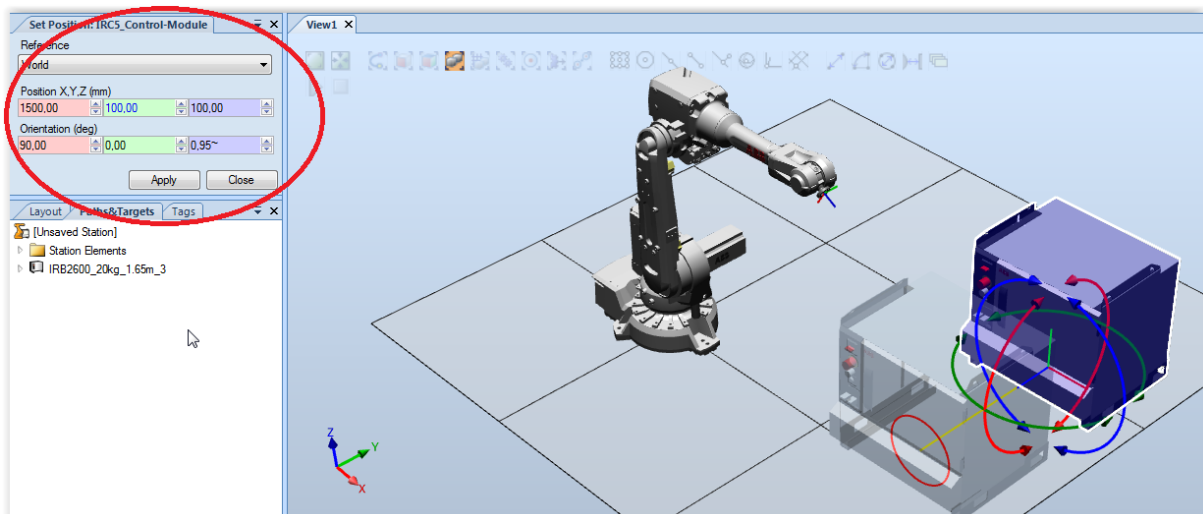 Set Position: IRC5_Control-Module
View1
Reference
World
Position X,Y,Z (mm)
1500,00 100,00 100,00
Orientation (deg)
90,00 0,00 0,95~
Apply Close
Layout Paths&Targets Tags
[Unsaved Station]
Station Elements
IRB2600_20kg_1.65m_3
ABB
Z
Y
X